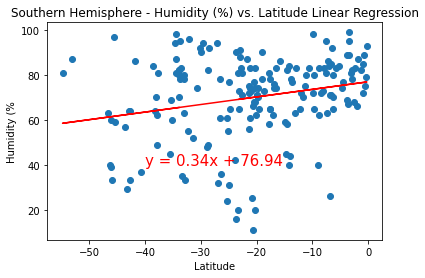 Southern Hemisphere - Humidity (%) vs. Latitude Linear Regression
100
80
60
40
20
Humidity (%
y = 0.34x + 76.94
−50
−40
−30
−20
−10
0
Latitude